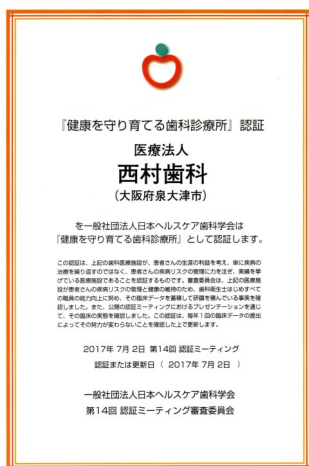 『健康を守り育てる歯科診療所』認証
医療法人
西村歯科
(大阪府泉大津市)
を一般社団法人日本ヘルスケア歯科学会は
『健康を守り育てる歯科診療所』として認証します。
この認証は、上記の歯科医療施設が、患者さんの生涯の利益を考え、単に疾病の
治療を繰り返すのではなく、患者さんの疾病リスクの管理に力を注ぎ、実績を挙
げている医療施設であることを認証するものです。審査委員会は、上記の医療施
設が患者さんの疾病リスクの管理と健康の維持のため、歯科衛生士はじめすべて
の職員の能力向上に努め、その臨床データを蓄積して研鑽を積んでいる事実を確
認しました。また、公開の認証ミーティングにおけるプレゼンテーションを通じ
て、その臨床の実態を確認しました。この認証は、毎年1回の臨床データの提出
によってその努力が変わらないことを確認した上で更新します。
2017年 7月 2日 第14回 認証ミーティング
認証または更新日 ( 2017年 7月 2日 )
一般社団法人日本ヘルスケア歯科学会
第14回 認証ミーティング審査委員会